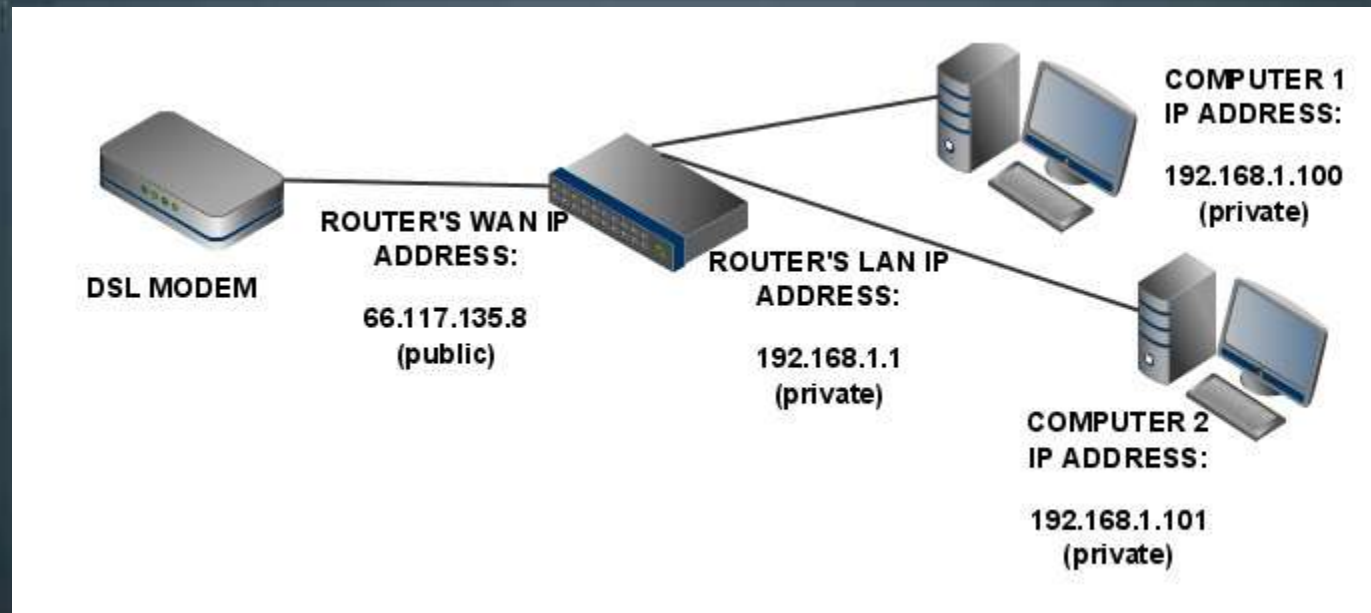 DSL MODEM
ROUTER'S WAN IP
ADDRESS:
66.117.135.8
(public)
ROUTER'S LAN IP
ADDRESS:
192.168.1.1
(private)
COMPUTER 1
IP ADDRESS:
192.168.1.100
(private)
COMPUTER 2
IP ADDRESS:
192.168.1.101
(private)